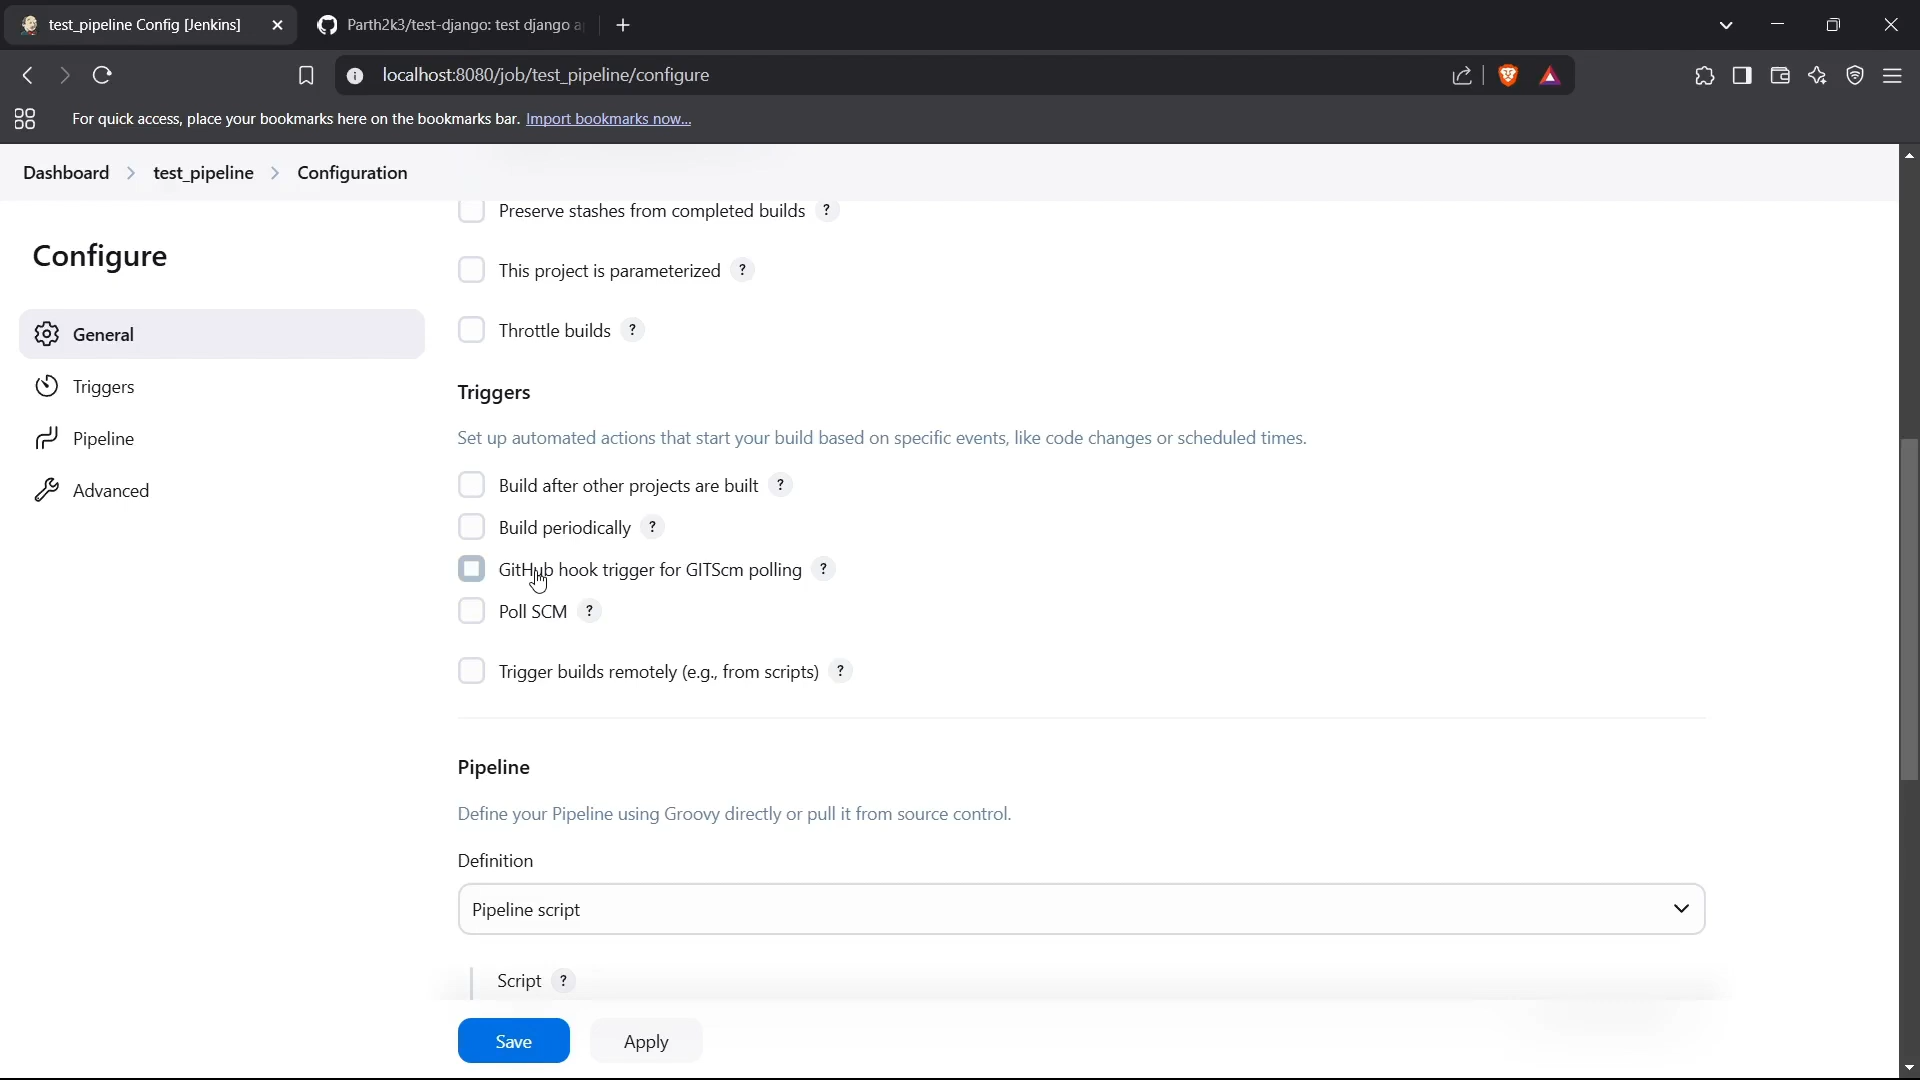 test_pipeline Config [Jenkins]
Parth2k3/test-django: test django a
localhost:8080/job/test_pipeline/configure
For quick access, place your bookmarks here on the bookmarks bar. Import bookmarks now...
Dashboard > test_pipeline > Configuration
Configure
General
Triggers
Pipeline
Advanced
Preserve stashes from completed builds ?
This project is parameterized ?
Throttle builds ?
Triggers
Set up automated actions that start your build based on specific events, like code changes or scheduled times.
Build after other projects are built ?
Build periodically ?
GitHub hook trigger for GITScm polling ?
Poll SCM ?
Trigger builds remotely (e.g., from scripts) ?
Pipeline
Define your Pipeline using Groovy directly or pull it from source control.
Definition
Pipeline script
Script ?
Save
Apply